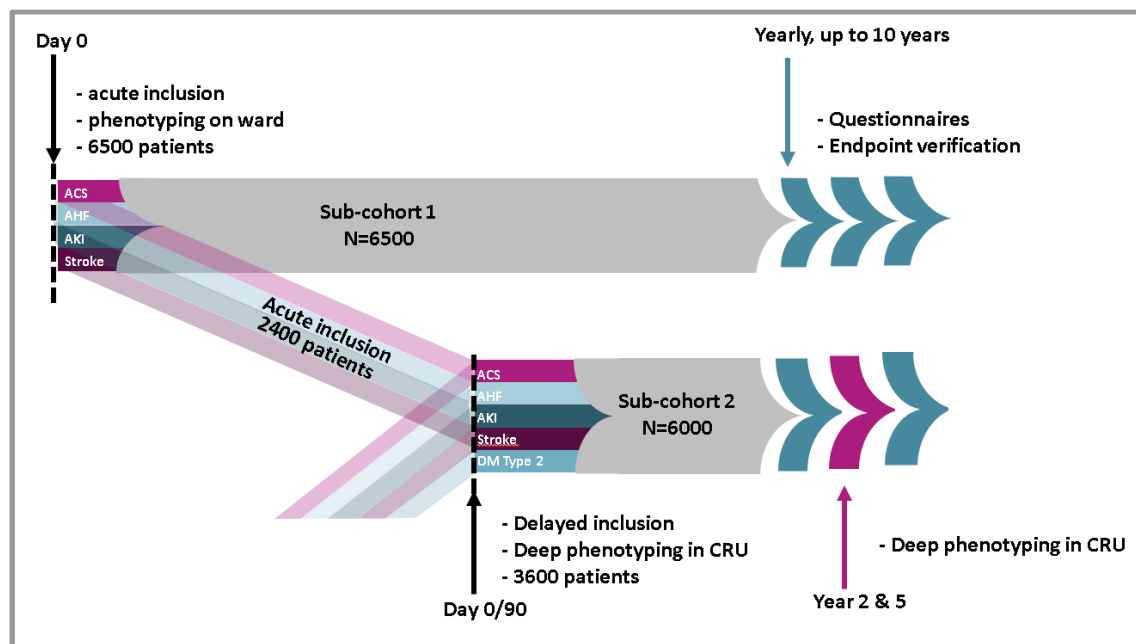 Day 0
- acute inclusion
- phenotyping on ward
- 6500 patients
Yearly, up to 10 years
- Questionnaires
- Endpoint verification
ACS
AHF
AKI
Stroke
Sub-cohort 1
N=6500
Acute inclusion
2400 patients
ACS
AHF
AKI
Stroke
DM Type 2
Sub-cohort 2
N=6000
- Delayed inclusion
- Deep phenotyping in CRU
- 3600 patients
Day 0/90
- Deep phenotyping in CRU
Year 2 & 5